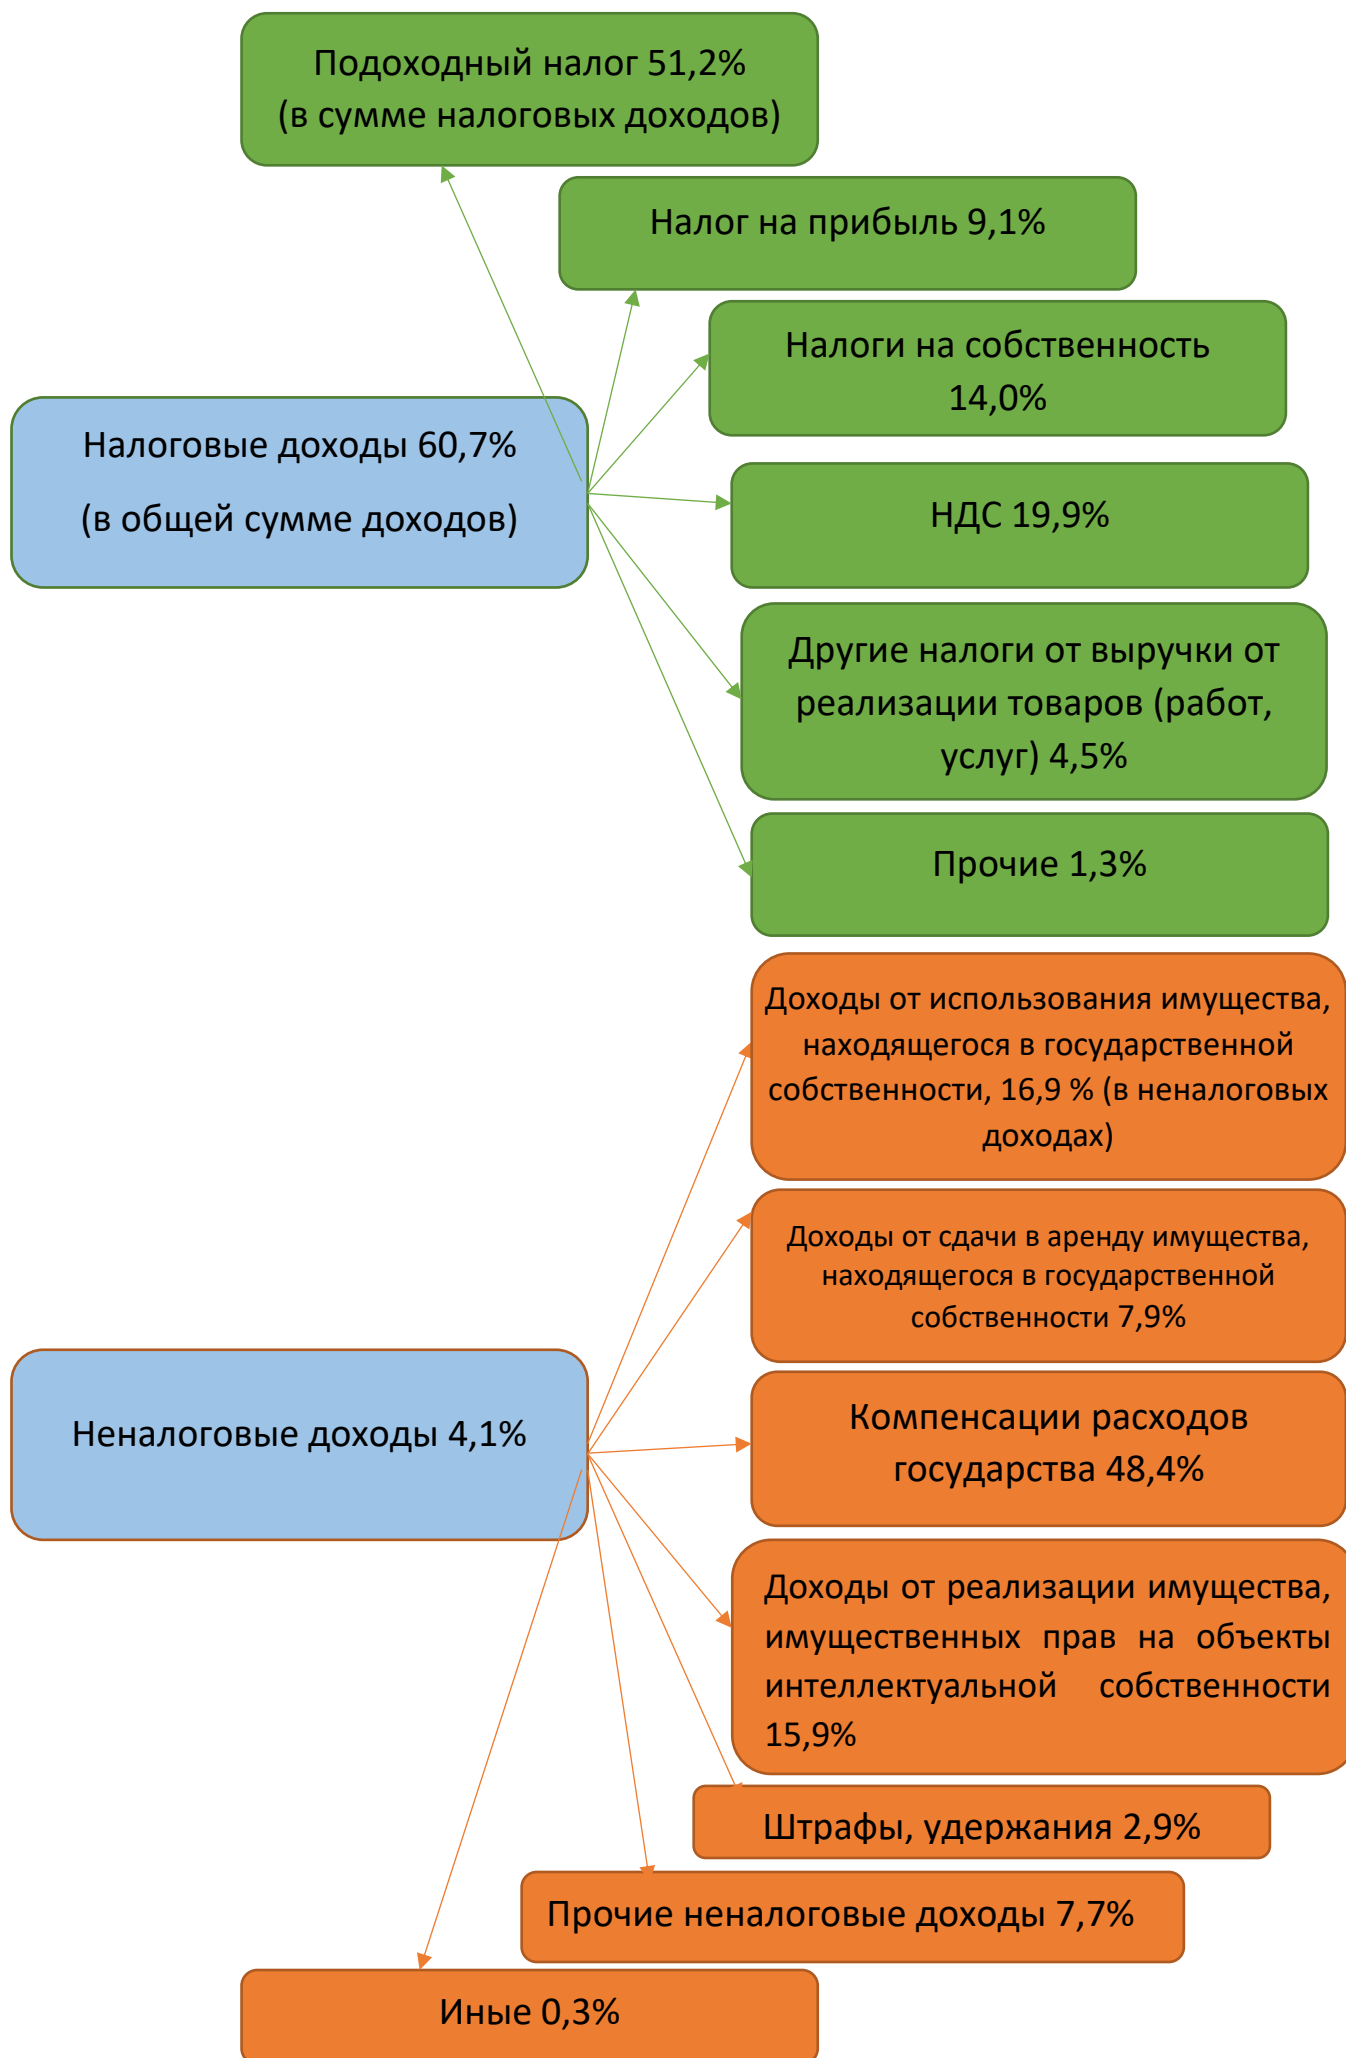 Подоходный налог 51,2%
(в сумме налоговых доходов)
Налог на прибыль 9,1%
Налоги на собственность
14,0%
Налоговые доходы 60,7%
(в общей сумме доходов)
НДС 19,9%
Другие налоги от выручки от
реализации товаров (работ,
услуг) 4,5%
Прочие 1,3%
Доходы от использования имущества,
находящегося в государственной
собственности, 16,9 % (в неналоговых
доходах)
Доходы от сдачи в аренду имущества,
находящегося в государственной
собственности 7,9%
Неналоговые доходы 4,1%
Компенсации расходов
государства 48,4%
Доходы от реализации имущества,
имущественных прав на объекты
интеллектуальной собственности
15,9%
Штрафы, удержания 2,9%
Прочие неналоговые доходы 7,7%
Иные 0,3%